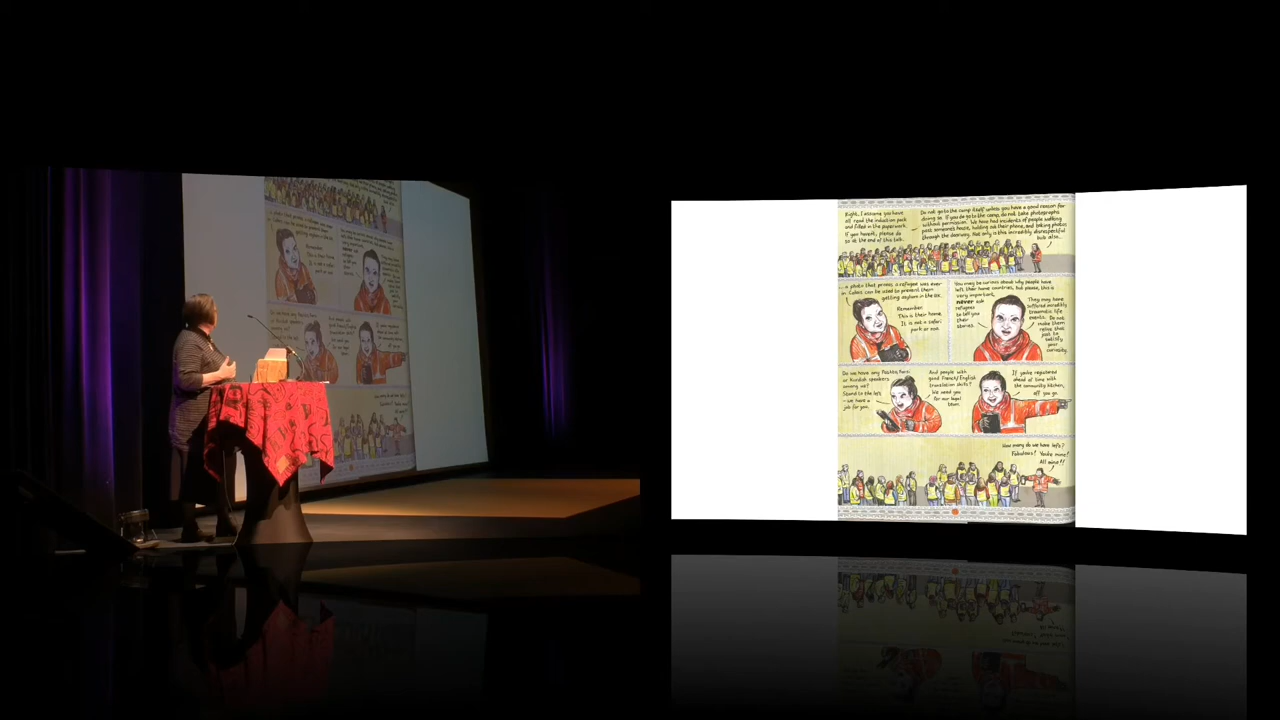 Right, I assume you have
all read the induction pack
and filled in the paperwork.
If you haven't, please do
so at the end of this talk.
Do not go to the camp itself unless you have a good reason for
doing so. If you do go to the camp, do not take photographs
without permission. We have had incidents of people walking
past someone's house, holding out their phone, and taking photos
through the doorway. Not only is this incredibly disrespectful
but also...
... a photo that proves a refugee was ever
in Calais can be used to prevent them
getting asylum in the UK.
Remember:
This is their home.
It is not a safari
park or zoo.
You may be curious about why people have
left their home countries, but please, this is
very important,
never ask
refugees
to tell you
their
stories.
They may have
suffered incredibly
traumatic life
events. Do not
make them
relive that
just to
satisfy
your
curiosity.
Do we have any Pashto, Farsi
or Kurdish speakers
among us?
Stand to the left
– we have a
job for you.
And people with
good French/English
translation skills?
We need you
for our legal
team.
If you've registered
ahead of time with
the community kitchen,
off you go.
How many do we have left?
Fabulous! You're mine!
All mine!!